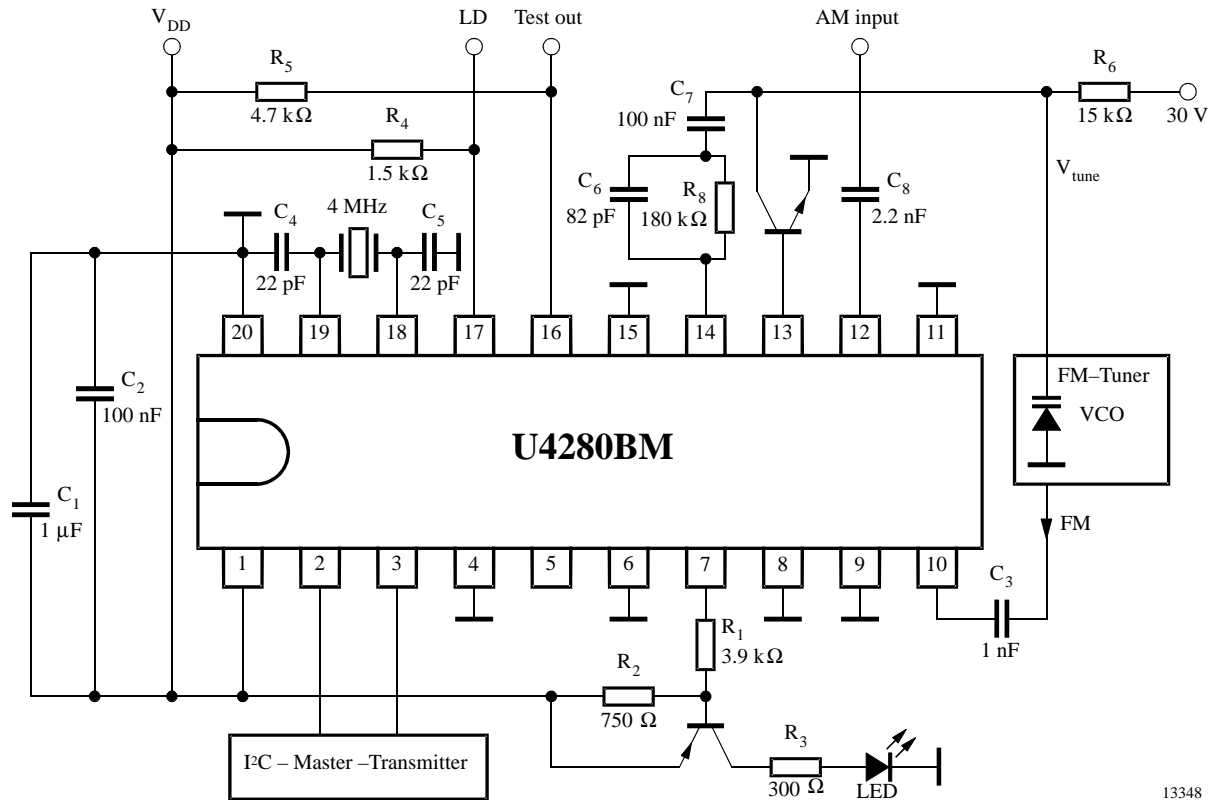 V_DD
LD
Test out
AM input
R_5
4.7 kΩ
R_4
1.5 kΩ
C_7
100 nF
R_6
15 kΩ
30 V
V_tune
C_6
82 pF
R_8
180 kΩ
C_8
2.2 nF
C_4
22 pF
4 MHz
C_5
22 pF
20 19 18 17 16 15 14 13 12 11
C_2
100 nF
C_1
1 µF
U4280BM
FM–Tuner
VCO
FM
1 2 3 4 5 6 7 8 9 10
C_3
1 nF
R_1
3.9 kΩ
R_2
750 Ω
R_3
300 Ω
LED
I²C – Master –Transmitter
13348